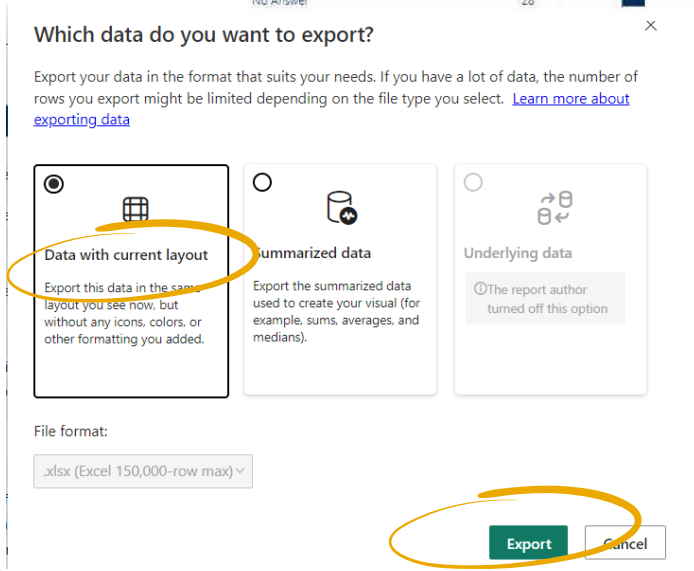 No Answer 28
Which data do you want to export?
Export your data in the format that suits your needs. If you have a lot of data, the number of
rows you export might be limited depending on the file type you select. Learn more about
exporting data
Data with current layout
Export this data in the same
layout you see now, but
without any icons, colors, or
other formatting you added.
Summarized data
Export the summarized data
used to create your visual (for
example, sums, averages, and
medians).
Underlying data
The report author
turned off this option
File format:
.xlsx (Excel 150,000-row max)
Export
Cancel